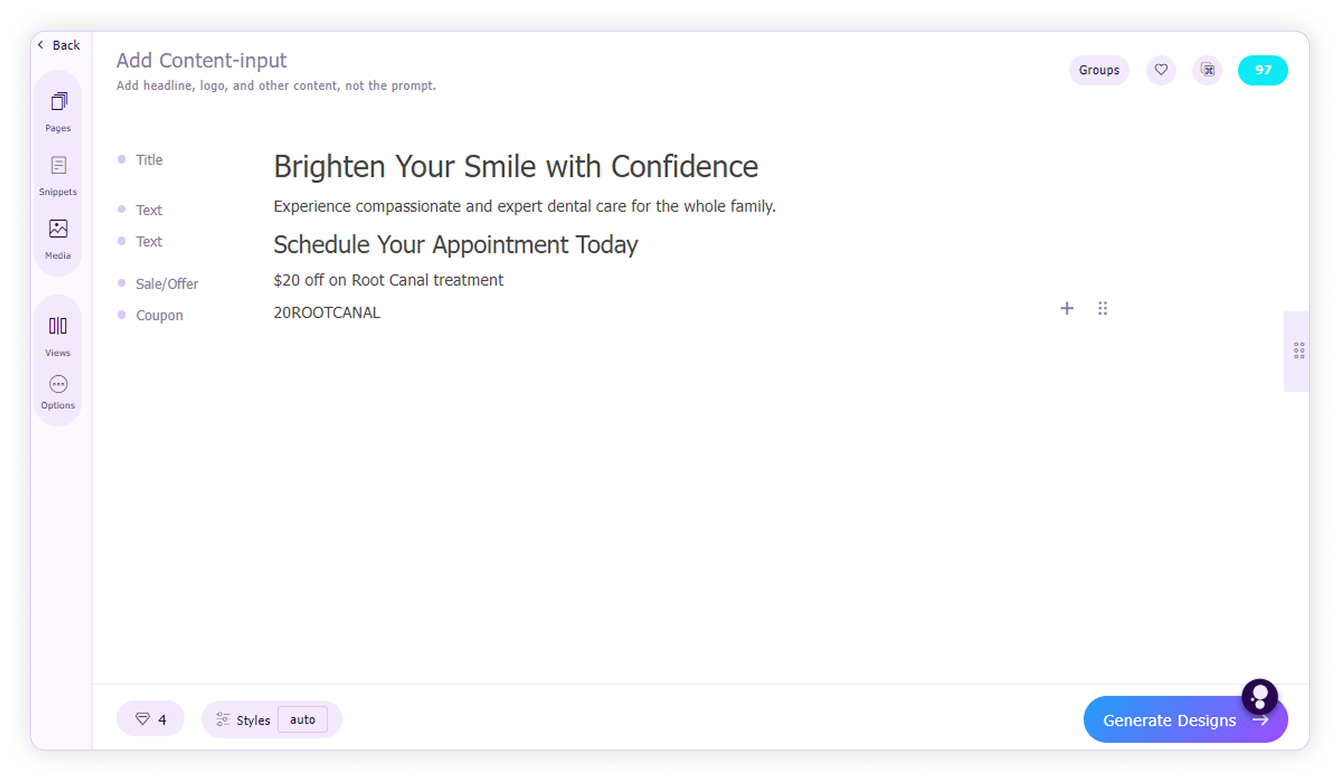 Back
Add Content-input
Add headline, logo, and other content, not the prompt.
Groups
97
Pages
Snippets
Media
Views
Options
Title
Brighten Your Smile with Confidence
Text
Experience compassionate and expert dental care for the whole family.
Text
Schedule Your Appointment Today
Sale/Offer
$20 off on Root Canal treatment
Coupon
20ROOTCANAL
4
Styles auto
Generate Designs